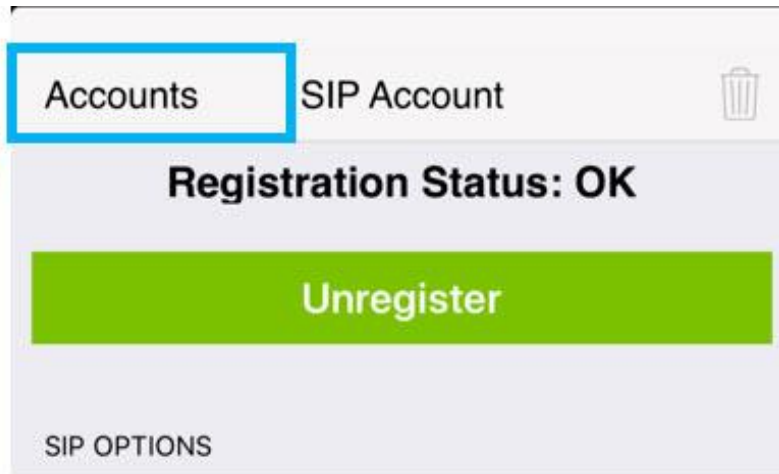 Accounts SIP Account
Registration Status: OK
Unregister
SIP OPTIONS